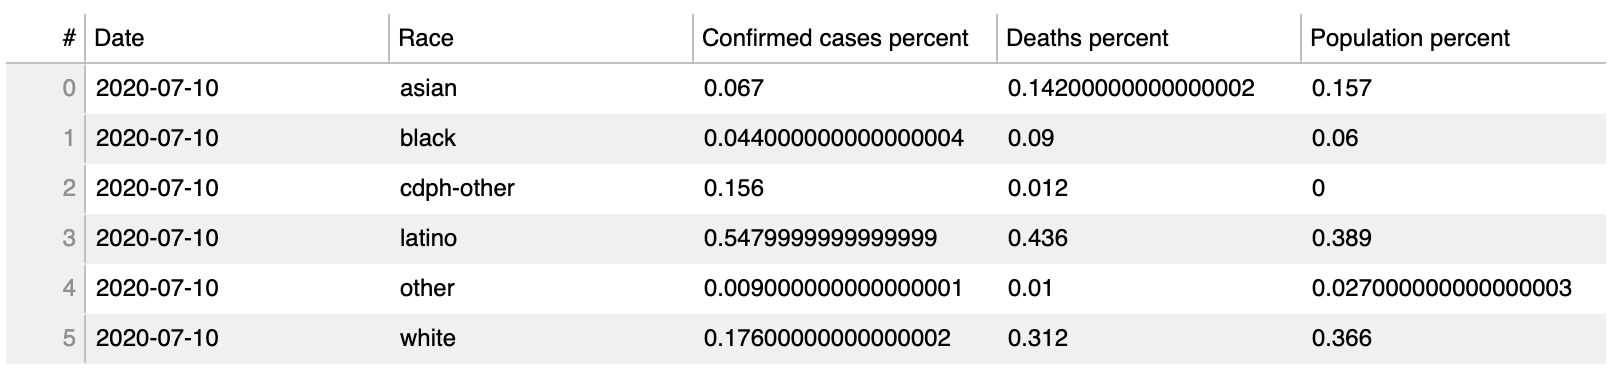 # Date Race Confirmed cases percent Deaths percent Population percent
0 2020-07-10 asian 0.067 0.14200000000000002 0.157
1 2020-07-10 black 0.044000000000000004 0.09 0.06
2 2020-07-10 cdph-other 0.156 0.012 0
3 2020-07-10 latino 0.5479999999999999 0.436 0.389
4 2020-07-10 other 0.009000000000000001 0.01 0.027000000000000003
5 2020-07-10 white 0.17600000000000002 0.312 0.366